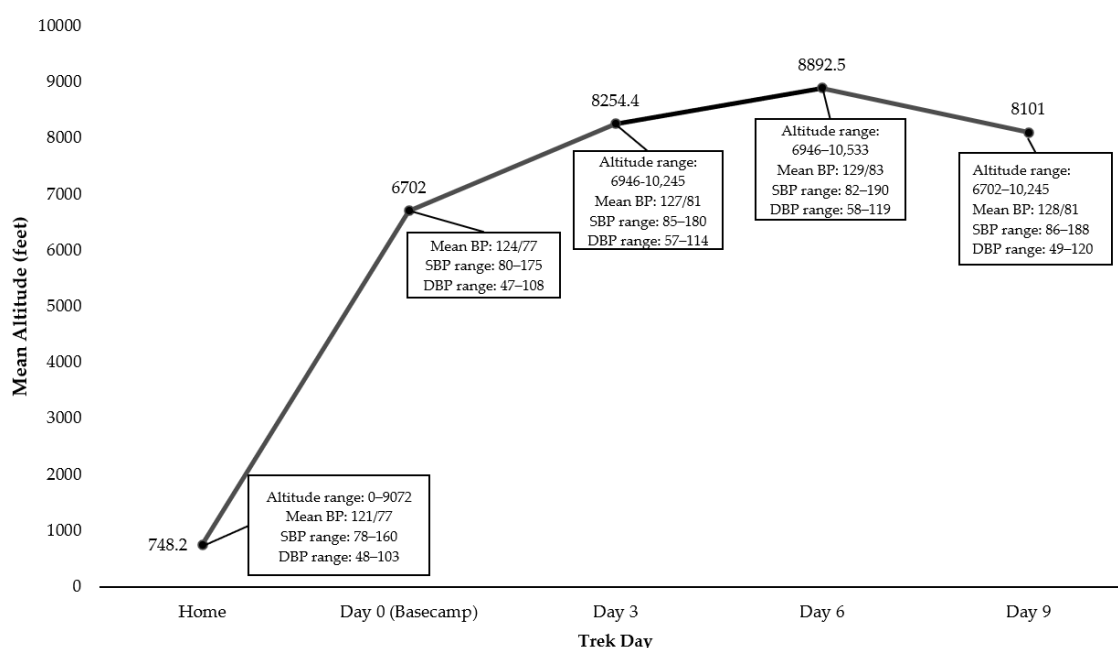 10000
9000
8000
7000
6000
5000
4000
3000
2000
1000
0
Mean Altitude (feet)
748.2
Altitude range: 0–9072
Mean BP: 121/77
SBP range: 78–160
DBP range: 48–103
6702
Mean BP: 124/77
SBP range: 80–175
DBP range: 47–108
8254.4
Altitude range:
6946-10,245
Mean BP: 127/81
SBP range: 85–180
DBP range: 57–114
8892.5
Altitude range:
6946–10,533
Mean BP: 129/83
SBP range: 82–190
DBP range: 58–119
8101
Altitude range:
6702–10,245
Mean BP: 128/81
SBP range: 86–188
DBP range: 49–120
Home
Day 0 (Basecamp)
Day 3
Day 6
Day 9
Trek Day